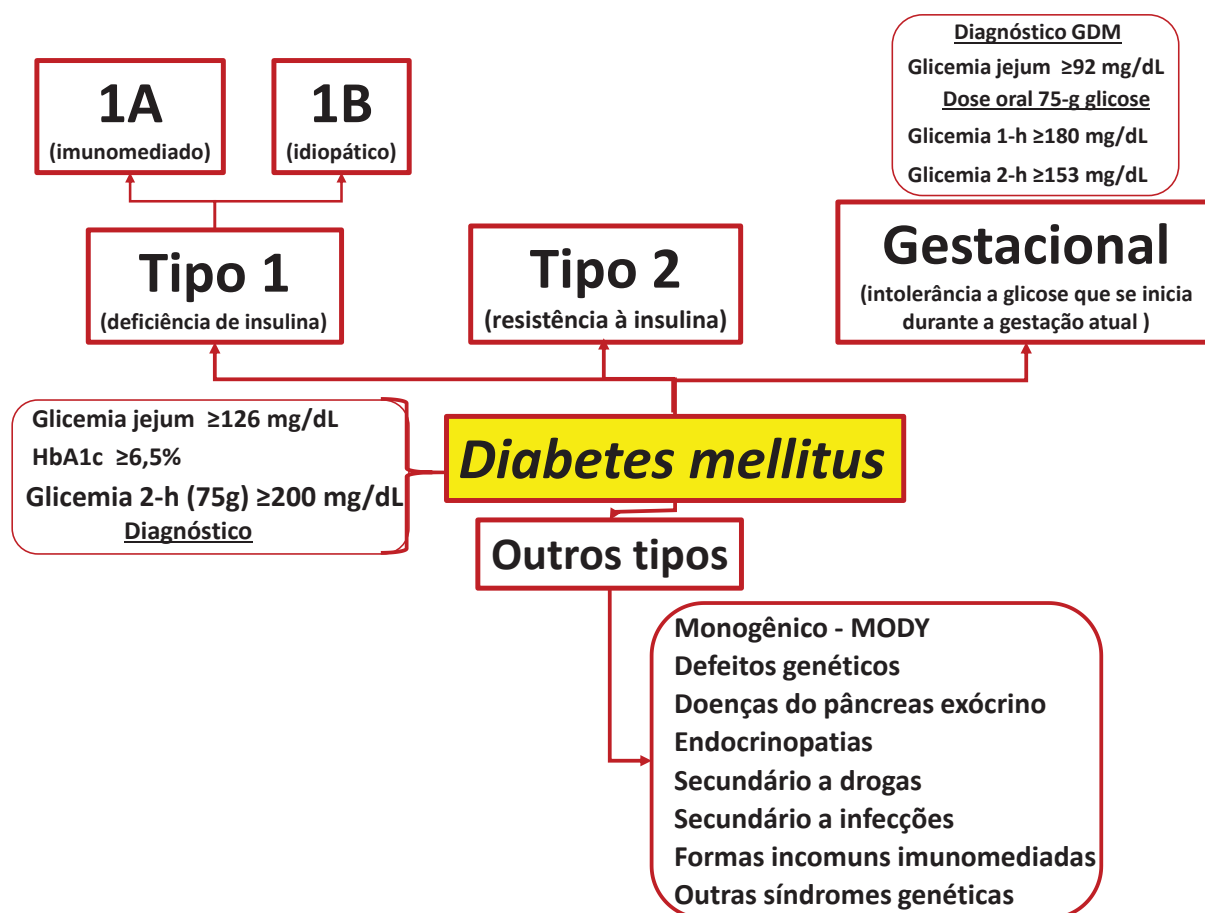 Diagnóstico GDM
Glicemia jejum ≥92 mg/dL
Dose oral 75-g glicose
Glicemia 1-h ≥180 mg/dL
Glicemia 2-h ≥153 mg/dL
1A
(imunomediado)
1B
(idiopático)
Tipo 1
(deficiência de insulina)
Tipo 2
(resistência à insulina)
Gestacional
(intolerância a glicose que se inicia
durante a gestação atual )
Glicemia jejum ≥126 mg/dL
HbA1c ≥6,5%
Glicemia 2-h (75g) ≥200 mg/dL
Diagnóstico
Diabetes mellitus
Outros tipos
Monogênico - MODY
Defeitos genéticos
Doenças do pâncreas exócrino
Endocrinopatias
Secundário a drogas
Secundário a infecções
Formas incomuns imunomediadas
Outras síndromes genéticas